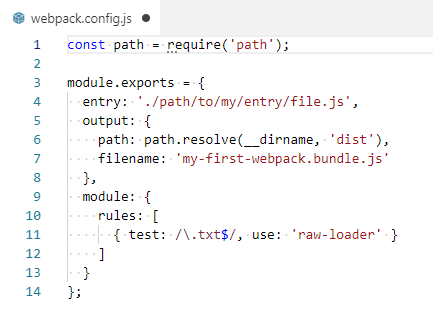 webpack.config.js
1 const path = require('path');
2
3 module.exports = {
4   entry: './path/to/my/entry/file.js',
5   output: {
6     path: path.resolve(__dirname, 'dist'),
7     filename: 'my-first-webpack.bundle.js'
8   },
9   module: {
10     rules: [
11       { test: /\.txt$/, use: 'raw-loader' }
12     ]
13   }
14 };